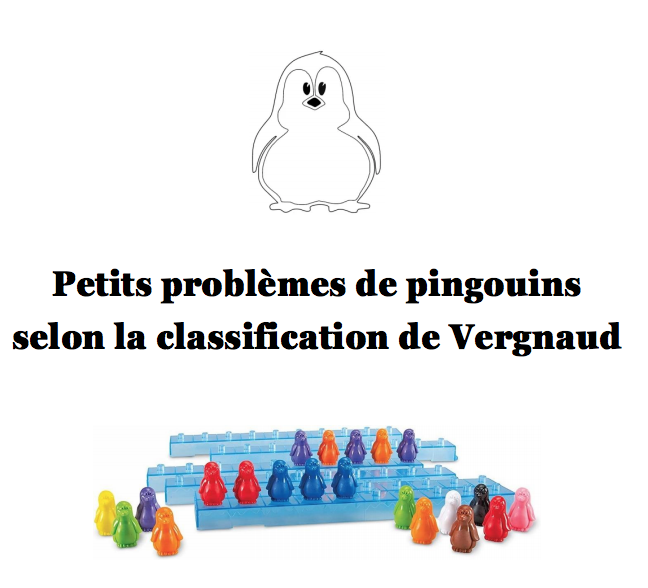 Petits problèmes de pingouins
selon la classification de Vergnaud